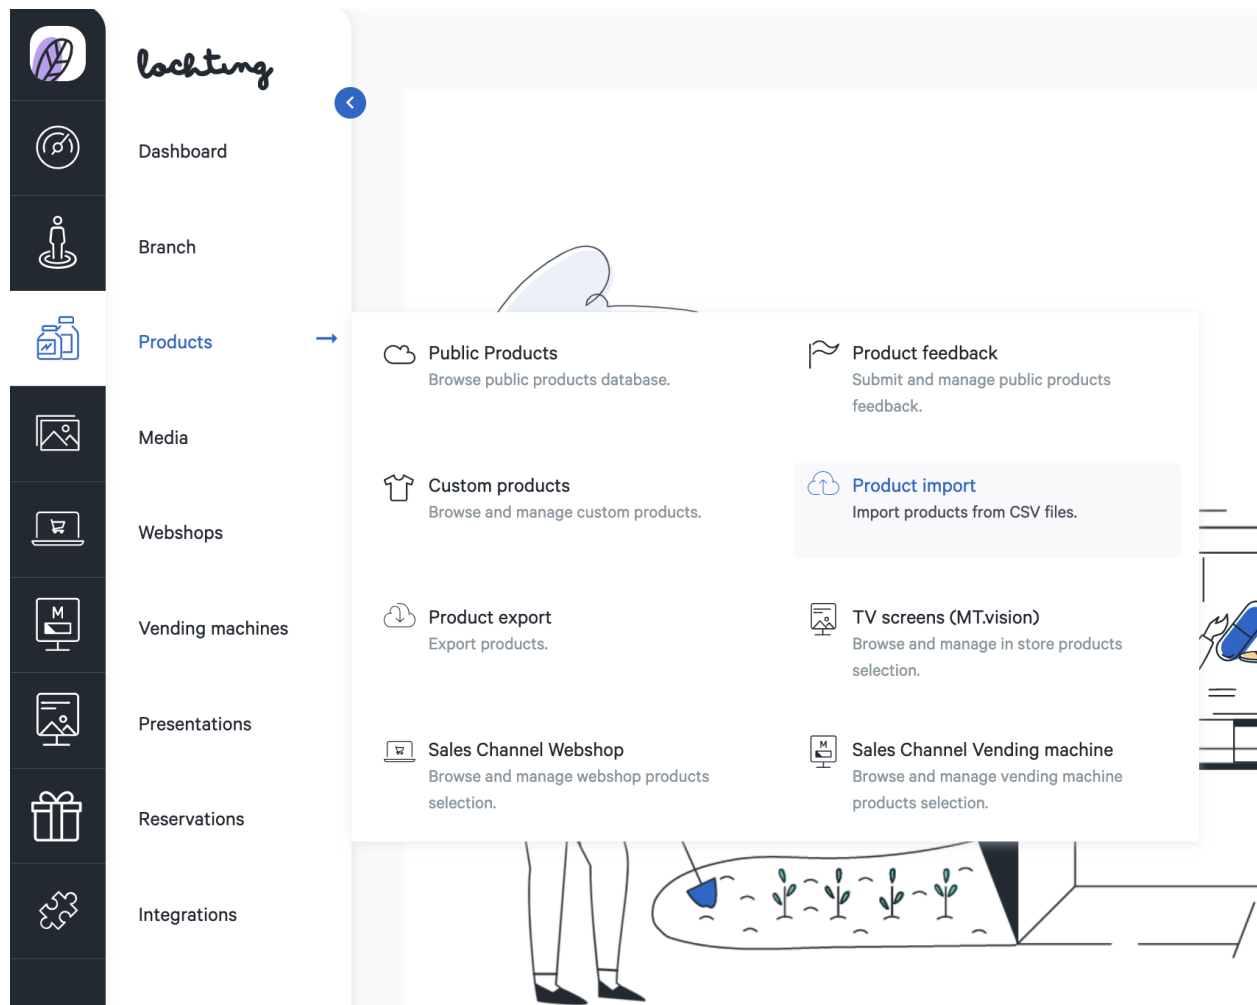 lochting
Dashboard
Branch
Products
Media
Webshops
M
Vending machines
Presentations
Reservations
Integrations
Public Products
Browse public products database.
Product feedback
Submit and manage public products
feedback.
Custom products
Browse and manage custom products.
Product import
Import products from CSV files.
Product export
Export products.
TV screens (MT.vision)
Browse and manage in store products
selection.
Sales Channel Webshop
Browse and manage webshop products
selection.
M
Sales Channel Vending machine
Browse and manage vending machine
products selection.